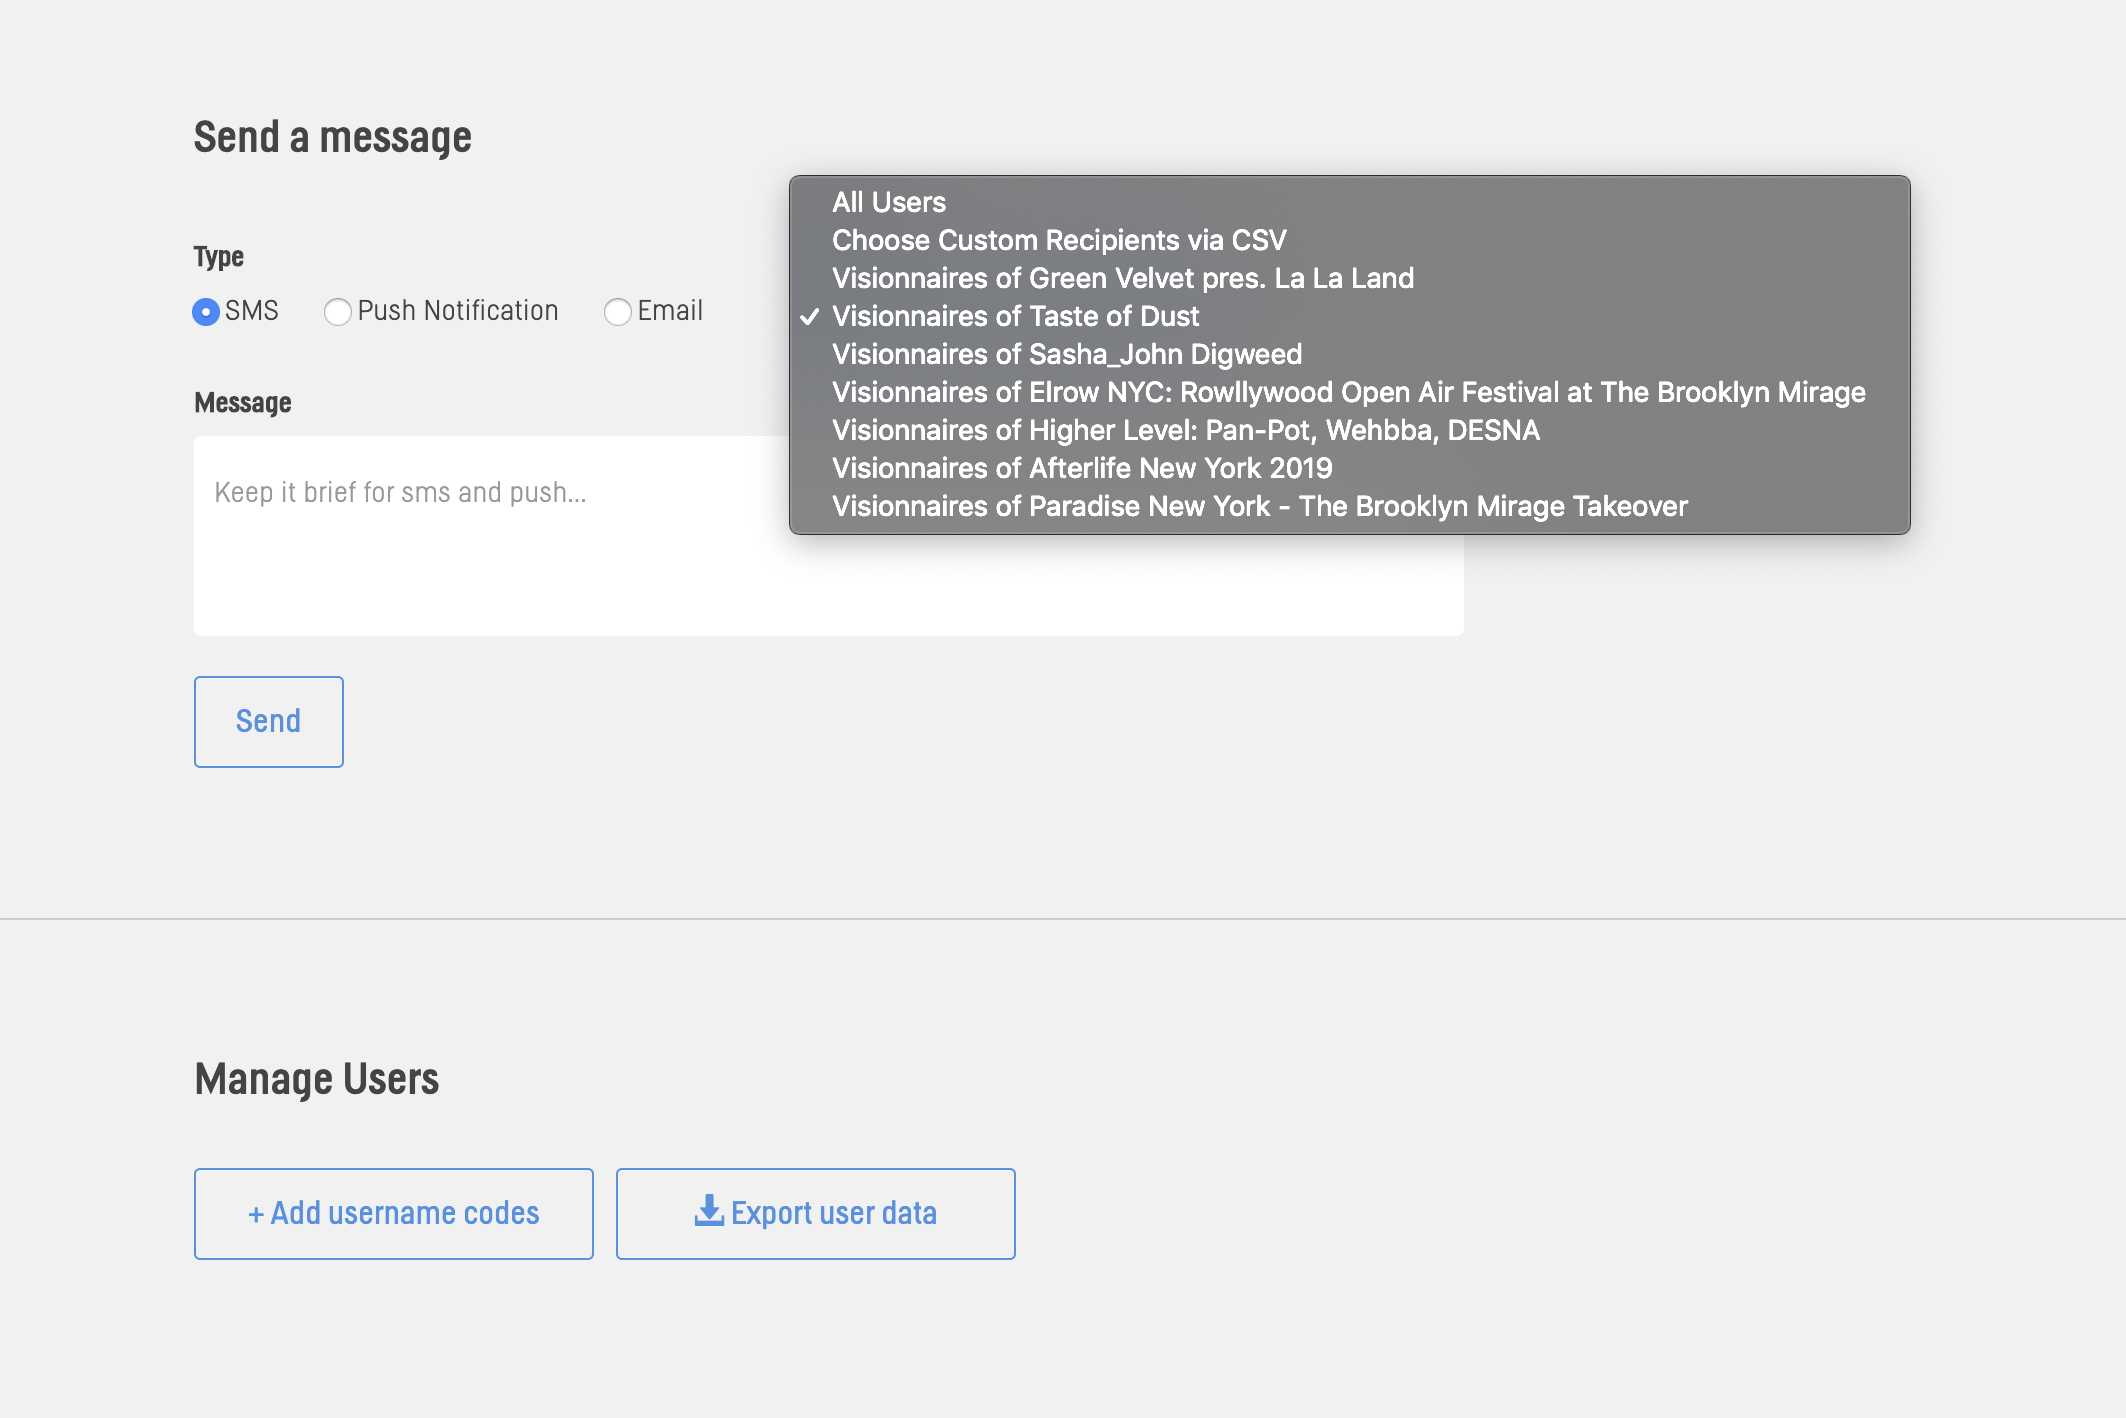 Send a message
Type
SMS
Push Notification
Email
All Users
Choose Custom Recipients via CSV
Visionnaires of Green Velvet pres. La La Land
Visionnaires of Taste of Dust
Visionnaires of Sasha_John Digweed
Visionnaires of Elrow NYC: Rowllywood Open Air Festival at The Brooklyn Mirage
Visionnaires of Higher Level: Pan-Pot, Wehbba, DESNA
Visionnaires of Afterlife New York 2019
Visionnaires of Paradise New York - The Brooklyn Mirage Takeover
Message
Keep it brief for sms and push...
Send
Manage Users
+ Add username codes
Export user data